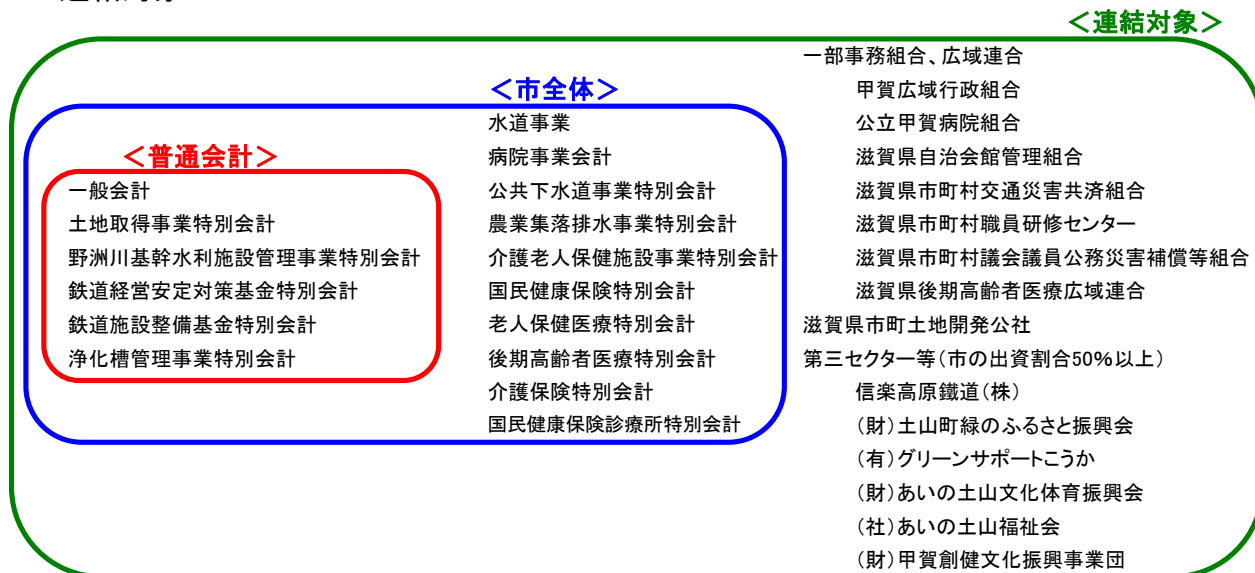 ＜連結対象＞
＜市全体＞
＜普通会計＞
一般会計
土地取得事業特別会計
野洲川基幹水利施設管理事業特別会計
鉄道経営安定対策基金特別会計
鉄道施設整備基金特別会計
浄化槽管理事業特別会計
水道事業
病院事業会計
公共下水道事業特別会計
農業集落排水事業特別会計
介護老人保健施設事業特別会計
国民健康保険特別会計
老人保健医療特別会計
後期高齢者医療特別会計
介護保険特別会計
国民健康保険診療所特別会計
一部事務組合、広域連合
甲賀広域行政組合
公立甲賀病院組合
滋賀県自治会館管理組合
滋賀県市町村交通災害共済組合
滋賀県市町村職員研修センター
滋賀県市町村議会議員公務災害補償等組合
滋賀県後期高齢者医療広域連合
滋賀県市町土地開発公社
第三セクター等（市の出資割合50％以上）
信楽高原鐵道（株）
（財）土山町緑のふるさと振興会
（有）グリーンサポートこうか
（財）あいの土山文化体育振興会
（社）あいの土山福祉会
（財）甲賀創健文化振興事業団